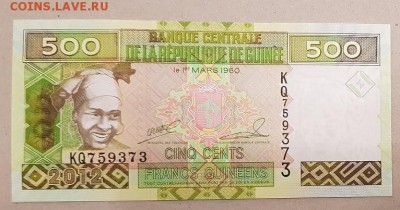 COINS.LAVE.RU
500
BANQUE CENTRALE
DE LA RÉPUBLIQUE DE GUINÉE
500
le 1er MARS 1960
KQ759373
KQ759373
CINQ CENTS
FRANCS GUINÉENS
2012